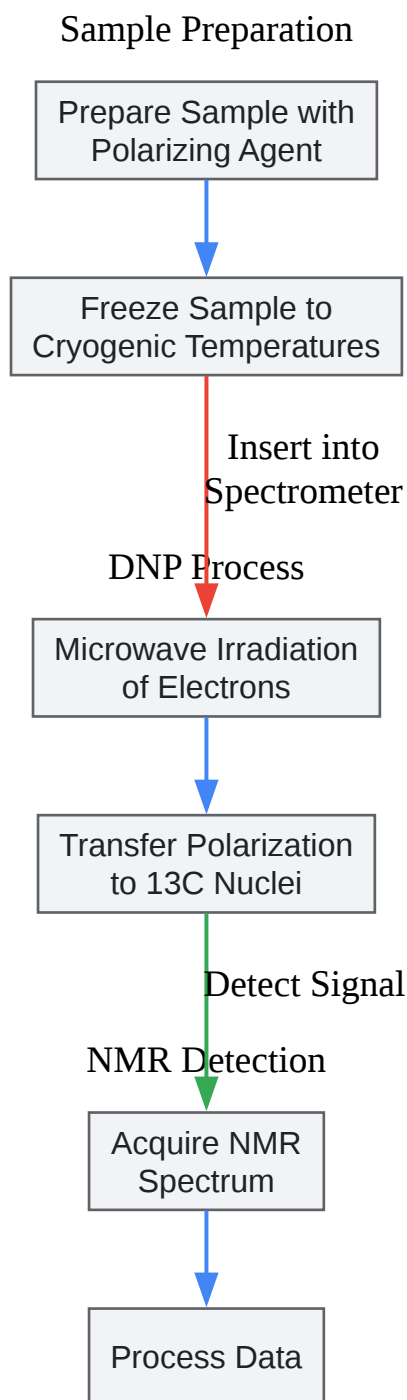 Sample Preparation
Prepare Sample with
Polarizing Agent
Freeze Sample to
Cryogenic Temperatures
Insert into
Spectrometer
DNP Process
Microwave Irradiation
of Electrons
Transfer Polarization
to 13C Nuclei
Detect Signal
NMR Detection
Acquire NMR
Spectrum
Process Data